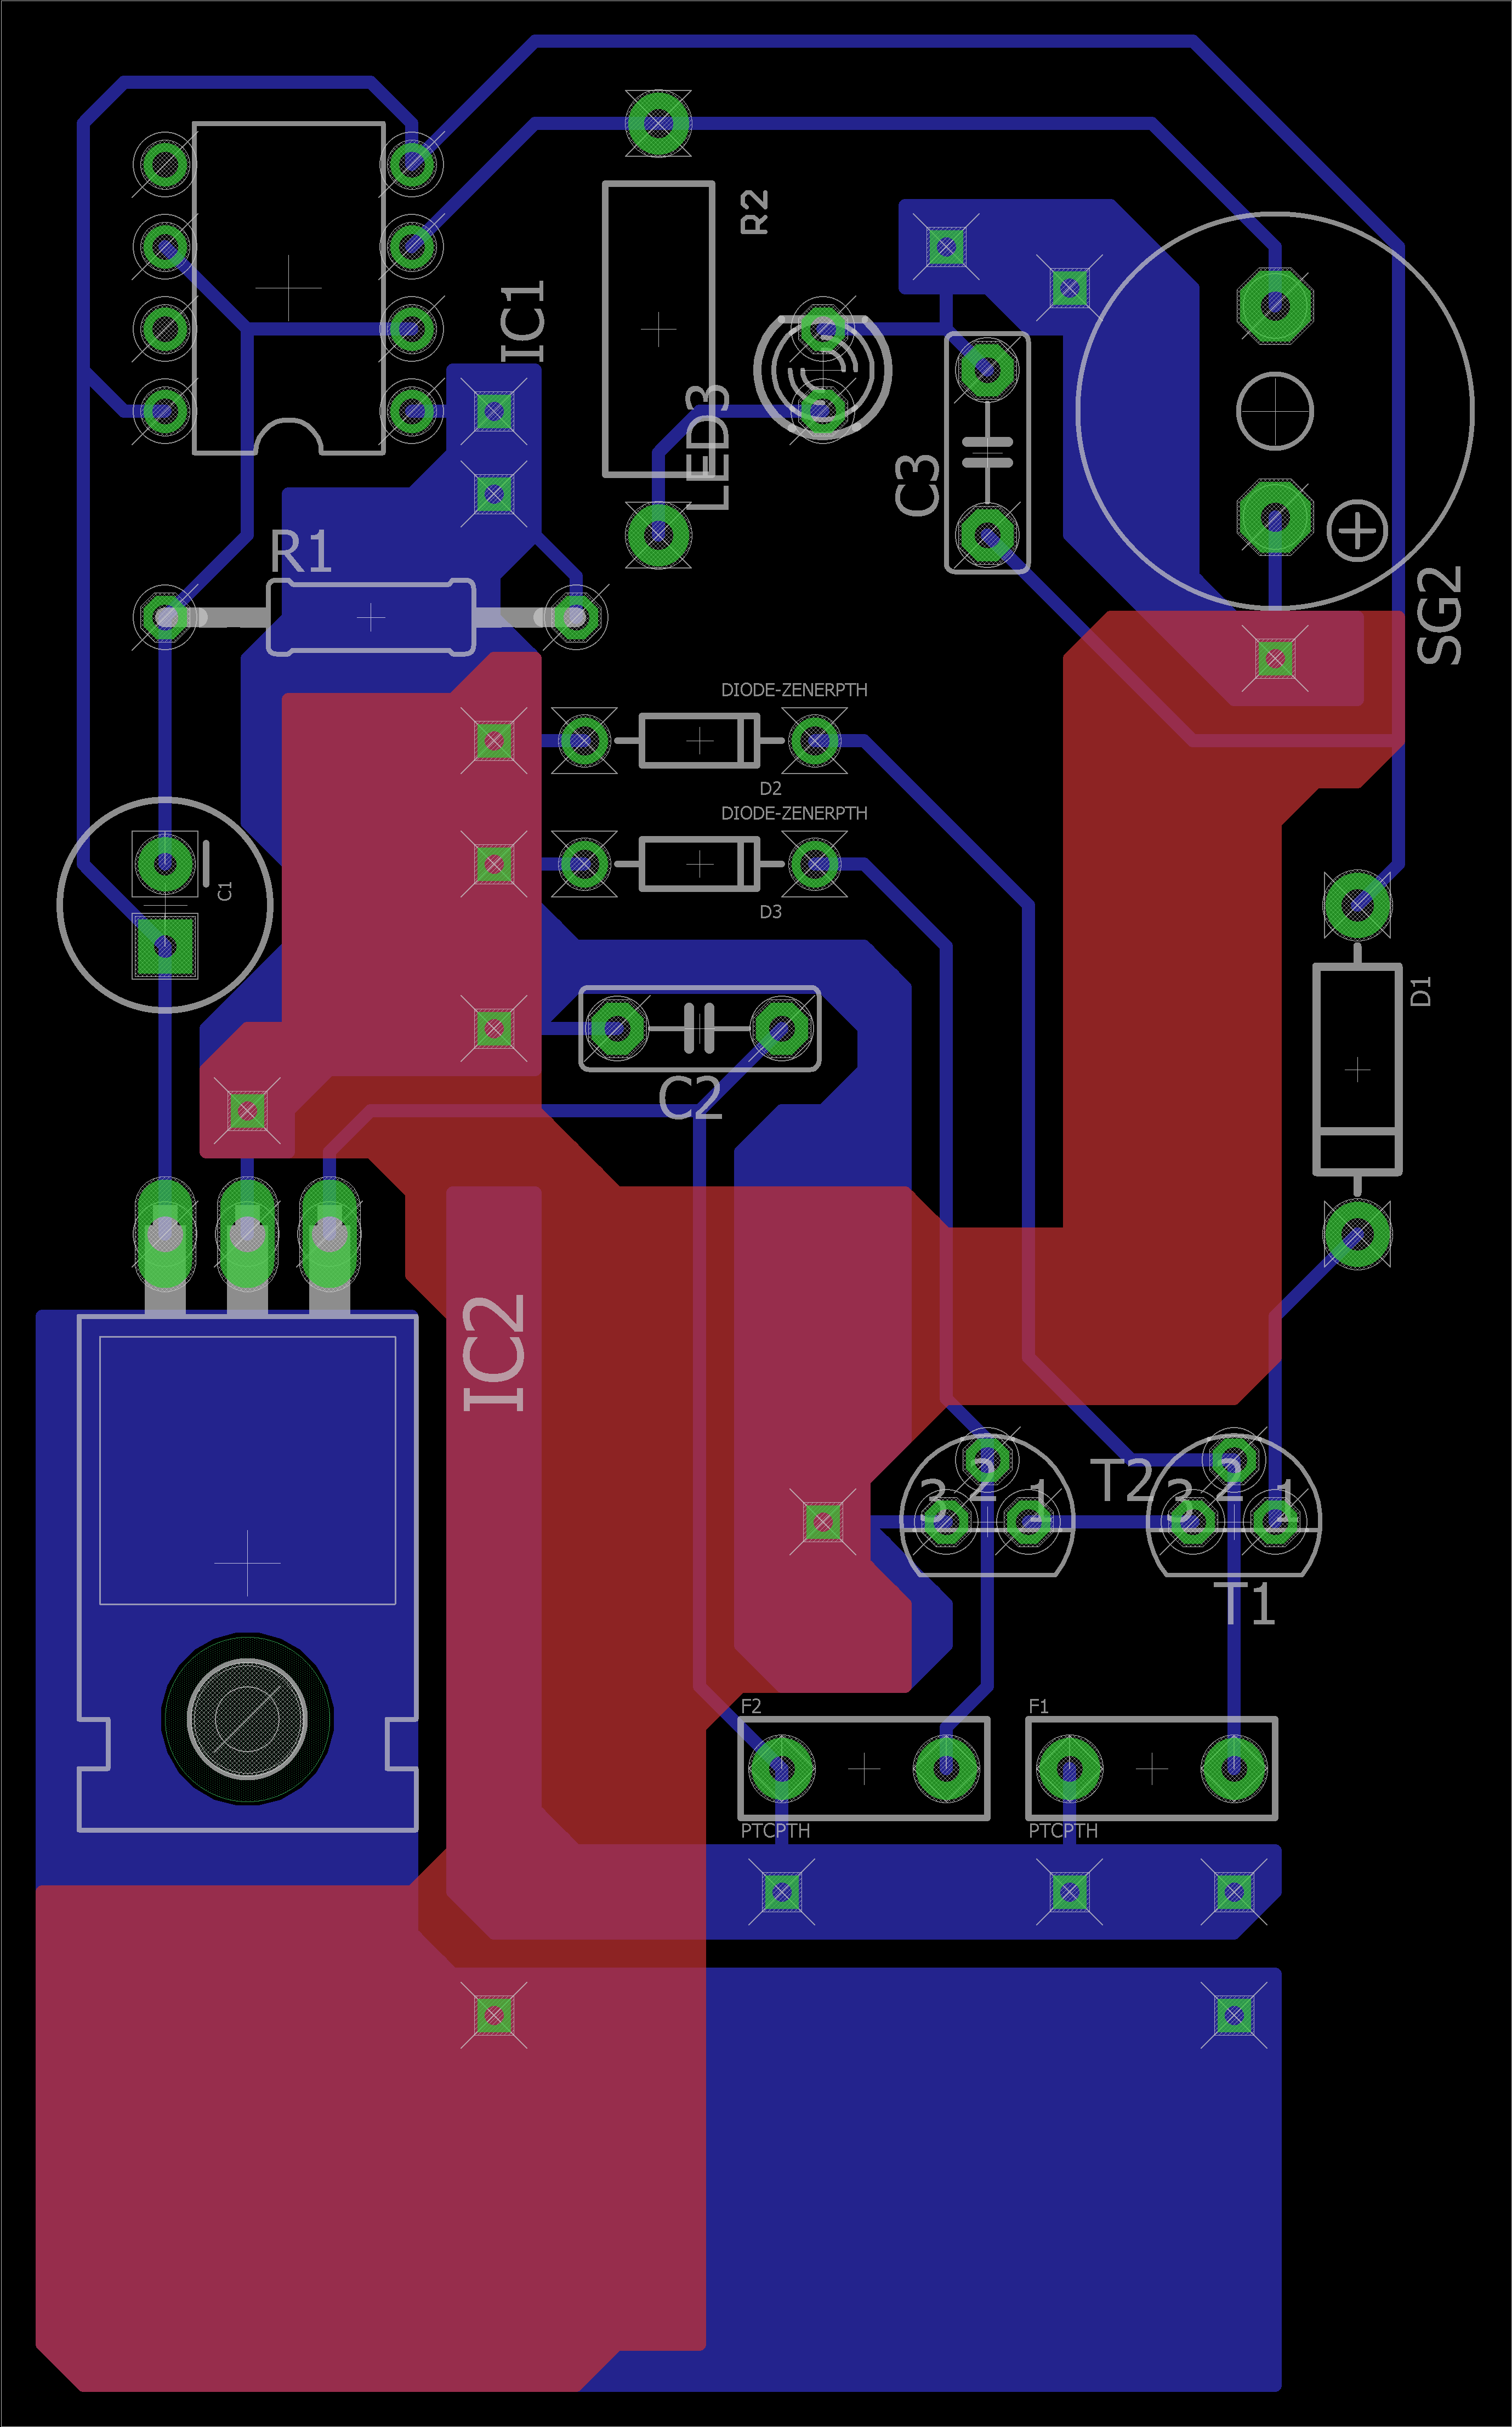 R2
IC1
LED3
C3
R1
SG2
DIODE-ZENERPTH
D2
DIODE-ZENERPTH
C1
D3
D1
C2
IC2
3 2 1
T2
3 2 1
T1
F2
F1
PTCPTH
PTCPTH